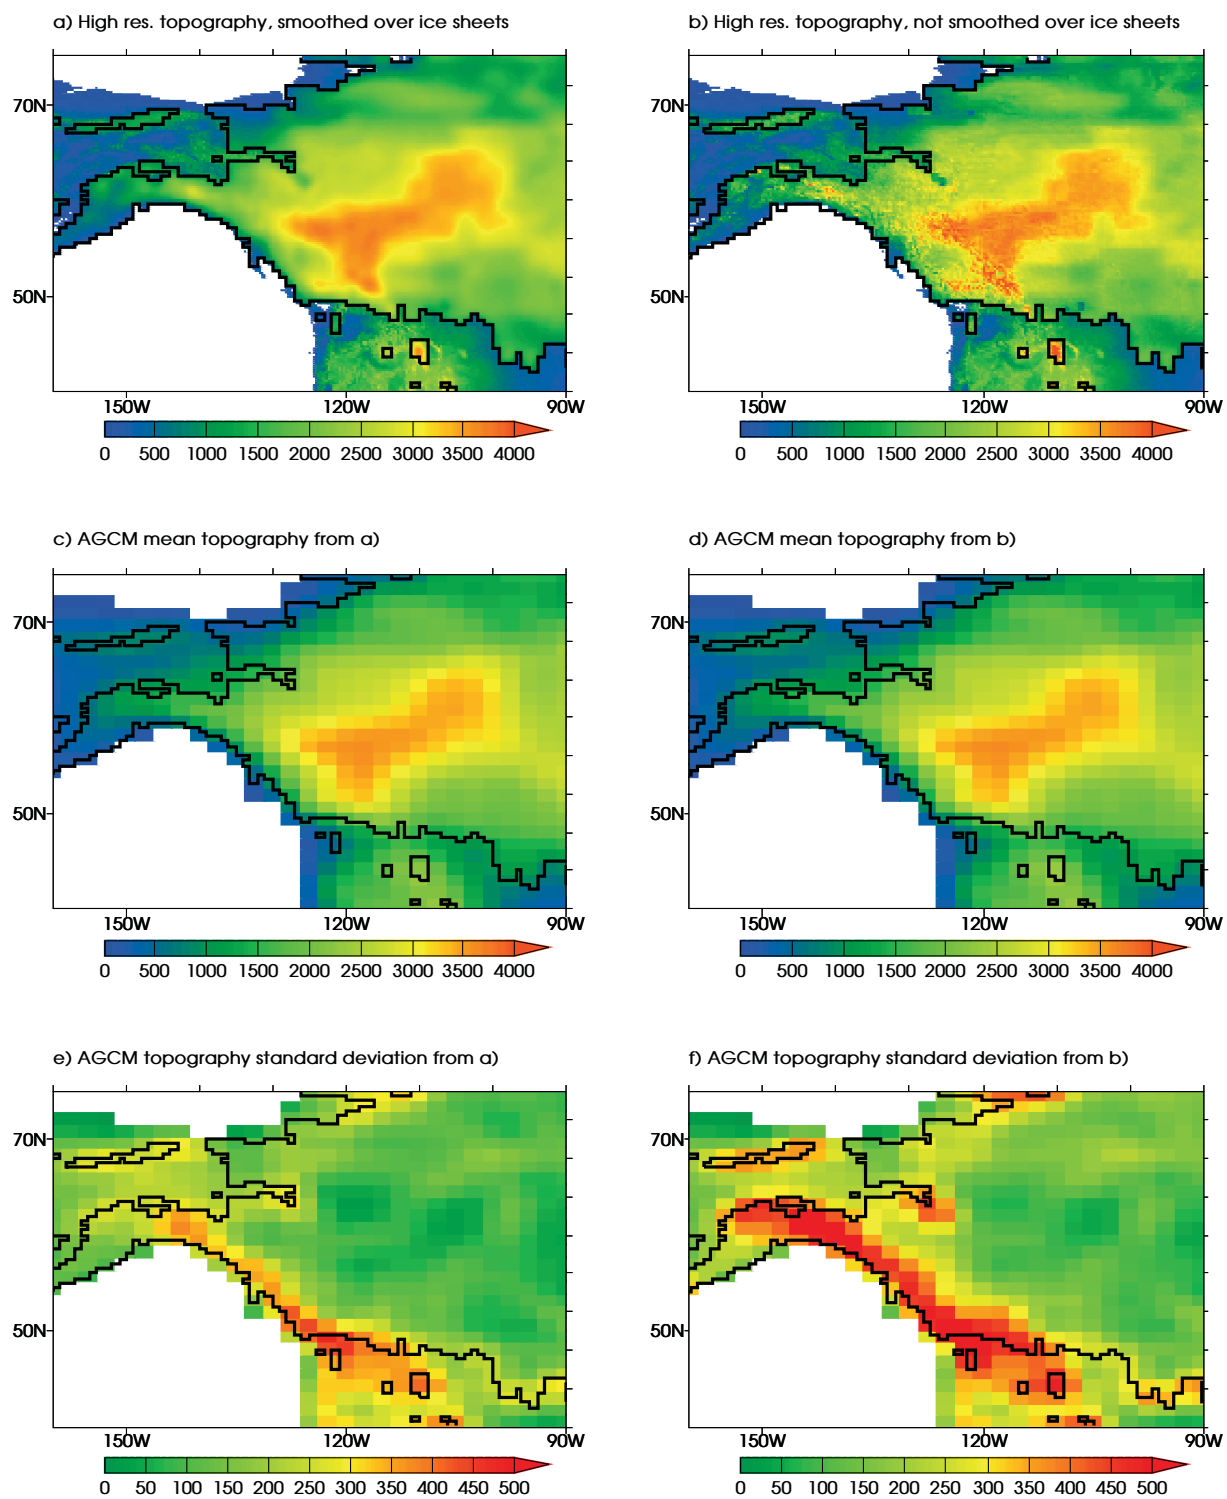 a) High res. topography, smoothed over ice sheets
b) High res. topography, not smoothed over ice sheets
70N
50N
150W 120W 90W
0 500 1000 1500 2000 2500 3000 3500 4000
70N
50N
150W 120W 90W
0 500 1000 1500 2000 2500 3000 3500 4000
c) AGCM mean topography from a)
d) AGCM mean topography from b)
70N
50N
150W 120W 90W
0 500 1000 1500 2000 2500 3000 3500 4000
70N
50N
150W 120W 90W
0 500 1000 1500 2000 2500 3000 3500 4000
e) AGCM topography standard deviation from a)
f) AGCM topography standard deviation from b)
70N
50N
150W 120W 90W
0 50 100 150 200 250 300 350 400 450 500
70N
50N
150W 120W 90W
0 50 100 150 200 250 300 350 400 450 500